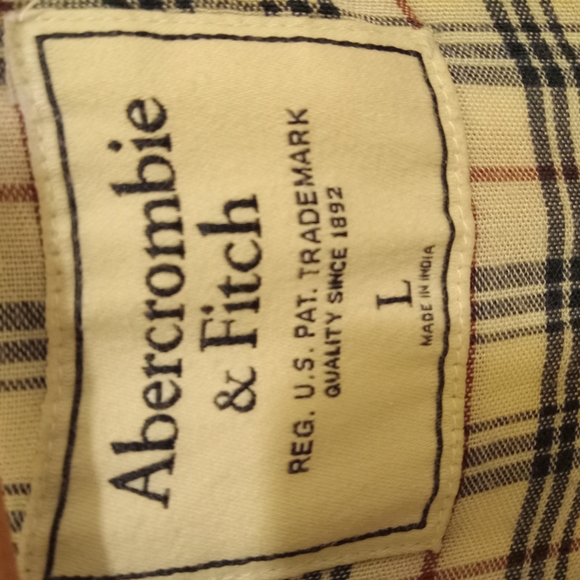 Abercrombie
& Fitch
REG. U.S. PAT. TRADEMARK
QUALITY SINCE 1892
L
MADE IN INDIA